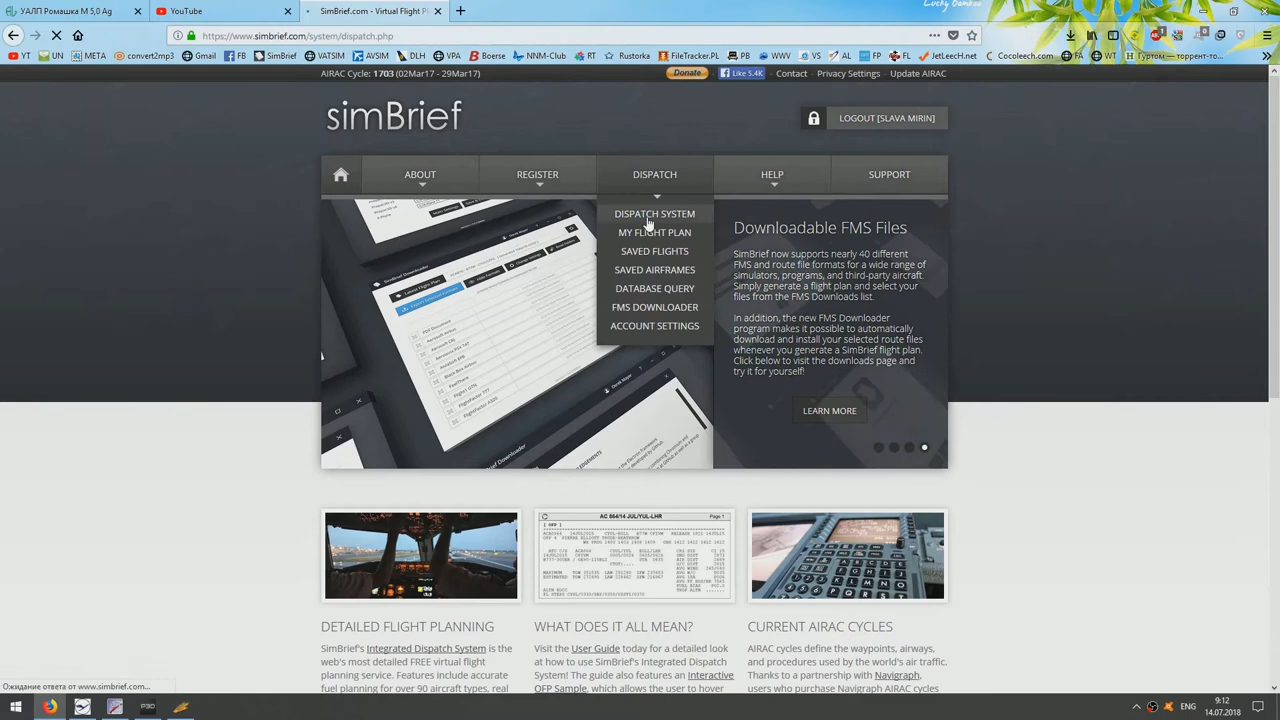 Lucky Bamboo
УАЛП Ромашка М 5,0 Ag
YouTube
SimBrief.com - Virtual Flight Pl
https://www.simbrief.com/system/dispatch.php
YT UN META convert2mp3 Gmail FB SimBrief VATSIM AVSIM DLH VPA Boerse NNM-Club RT Rustorka FileTracker.PL PB WWV VS AL FP JetLeech.net Cocoleech.com FA WT Гуртом — торрент-то...
AIRAC Cycle: 1703 (02Mar17 - 29Mar17)
Donate
Like 5.4K
Contact
Privacy Settings
Update AIRAC
simBrief
LOGOUT [SLAVA MIRIN]
ABOUT
REGISTER
DISPATCH
HELP
SUPPORT
DISPATCH SYSTEM
MY FLIGHT PLAN
SAVED FLIGHTS
SAVED AIRFRAMES
DATABASE QUERY
FMS DOWNLOADER
ACCOUNT SETTINGS
Downloadable FMS Files
SimBrief now supports nearly 40 different
FMS and route file formats for a wide range of
simulators, programs, and third-party aircraft.
Simply generate a flight plan and select your
files from the FMS Downloads list.
In addition, the new FMS Downloader
program makes it possible to automatically
download and install your selected route files
whenever you generate a SimBrief flight plan.
Click below to visit the downloads page and
try it for yourself!
LEARN MORE
SimBrief Downloader
AC 864/14 JUL/YUL-LHR
Page 1
[ OFP ]
DETAILED FLIGHT PLANNING
SimBrief's Integrated Dispatch System is the
web's most detailed FREE virtual flight
planning service. Features include accurate
fuel planning for over 90 aircraft types, real-
WHAT DOES IT ALL MEAN?
Visit the User Guide today for a detailed look
at how to use SimBrief's Integrated Dispatch
System! The guide also features an Interactive
OFP Sample, which allows the user to hover
CURRENT AIRAC CYCLES
AIRAC cycles define the waypoints, airways,
and procedures used by the world's air traffic.
Thanks to a partnership with Navigraph,
users who purchase Navigraph AIRAC cycles
Ожидание ответа от www.simbrief.com...
P3D
ENG
9:12
14.07.2018